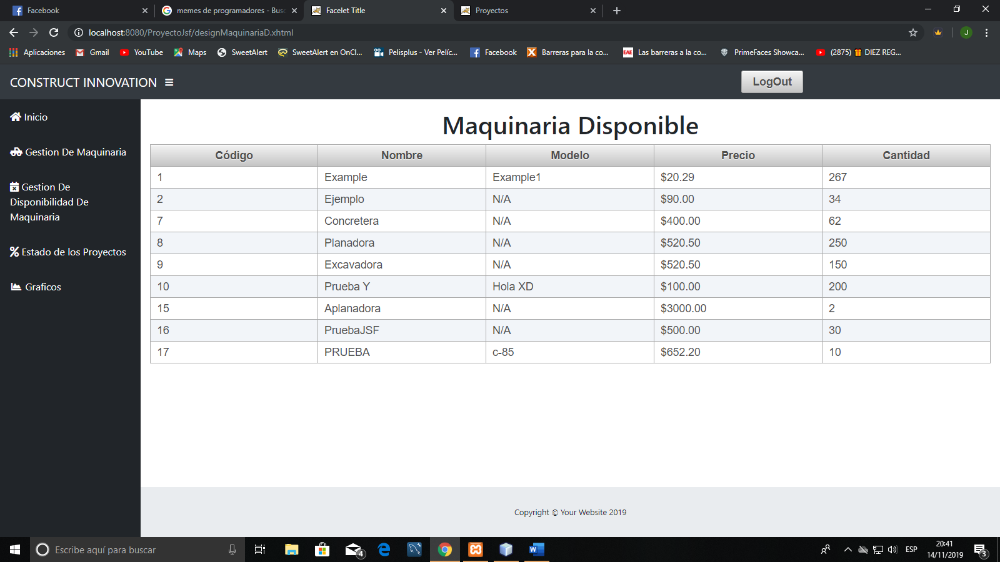 Facebook
memes de programadores - Busc
Facelet Title
Proyectos
localhost:8080/ProyectoJsf/designMaquinariaD.xhtml
J
Aplicaciones
Gmail
YouTube
Maps
SweetAlert
SweetAlert en OnCl...
Pelisplus - Ver Pelíc...
Facebook
Barreras para la co...
EAE
Las barreras a la co...
PrimeFaces Showca...
(2875) 🎁 DIEZ REG...
CONSTRUCT INNOVATION
LogOut
Inicio
Gestion De Maquinaria
Gestion De
Disponibilidad De
Maquinaria
Estado de los Proyectos
Graficos
Maquinaria Disponible
Código Nombre Modelo Precio Cantidad
1 Example Example1 $20.29 267
2 Ejemplo N/A $90.00 34
7 Concretera N/A $400.00 62
8 Planadora N/A $520.50 250
9 Excavadora N/A $520.50 150
10 Prueba Y Hola XD $100.00 200
15 Aplanadora N/A $3000.00 2
16 PruebaJSF N/A $500.00 30
17 PRUEBA c-85 $652.20 10
Copyright © Your Website 2019
Escribe aquí para buscar
4
ESP
20:41
14/11/2019
3